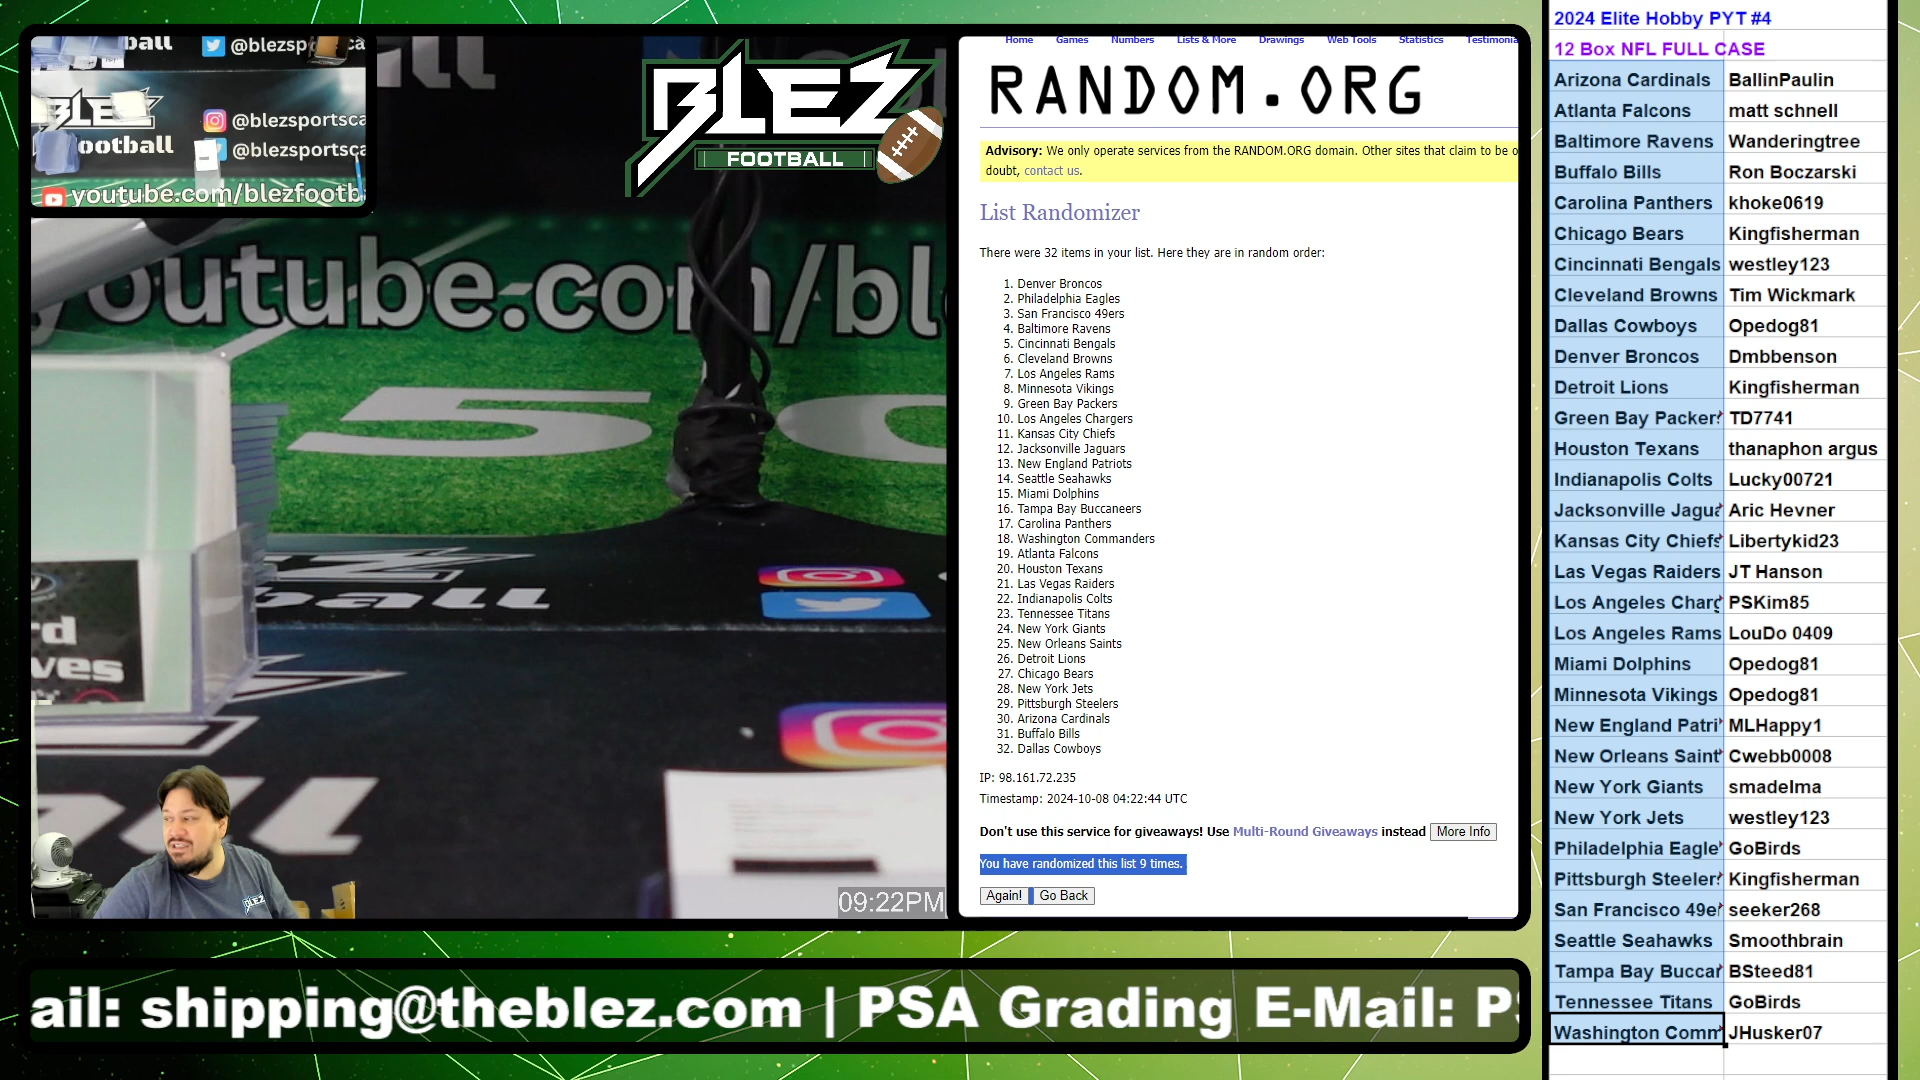 ball
@blezsp
ca
BLEZ
@blezsportsca
ootball
@blezsportsca
youtube.com/blezfootb
BLEZ
FOOTBALL
youtube.com/bl
5 0
ball
rd
ves
all
BLEZ
09:22PM
Home Games Numbers Lists & More Drawings Web Tools Statistics Testimonia
RANDOM.ORG
Advisory: We only operate services from the RANDOM.ORG domain. Other sites that claim to be o
doubt, contact us.
List Randomizer
There were 32 items in your list. Here they are in random order:
1. Denver Broncos
2. Philadelphia Eagles
3. San Francisco 49ers
4. Baltimore Ravens
5. Cincinnati Bengals
6. Cleveland Browns
7. Los Angeles Rams
8. Minnesota Vikings
9. Green Bay Packers
10. Los Angeles Chargers
11. Kansas City Chiefs
12. Jacksonville Jaguars
13. New England Patriots
14. Seattle Seahawks
15. Miami Dolphins
16. Tampa Bay Buccaneers
17. Carolina Panthers
18. Washington Commanders
19. Atlanta Falcons
20. Houston Texans
21. Las Vegas Raiders
22. Indianapolis Colts
23. Tennessee Titans
24. New York Giants
25. New Orleans Saints
26. Detroit Lions
27. Chicago Bears
28. New York Jets
29. Pittsburgh Steelers
30. Arizona Cardinals
31. Buffalo Bills
32. Dallas Cowboys
IP: 98.161.72.235
Timestamp: 2024-10-08 04:22:44 UTC
Don't use this service for giveaways! Use Multi-Round Giveaways instead More Info
You have randomized this list 9 times.
Again! Go Back
2024 Elite Hobby PYT #4
12 Box NFL FULL CASE
Arizona Cardinals BallinPaulin
Atlanta Falcons matt schnell
Baltimore Ravens Wanderingtree
Buffalo Bills Ron Boczarski
Carolina Panthers khoke0619
Chicago Bears Kingfisherman
Cincinnati Bengals westley123
Cleveland Browns Tim Wickmark
Dallas Cowboys Opedog81
Denver Broncos Dmbbenson
Detroit Lions Kingfisherman
Green Bay Packer TD7741
Houston Texans thanaphon argus
Indianapolis Colts Lucky00721
Jacksonville Jagua Aric Hevner
Kansas City Chiefs Libertykid23
Las Vegas Raiders JT Hanson
Los Angeles Charg PSKim85
Los Angeles Rams LouDo 0409
Miami Dolphins Opedog81
Minnesota Vikings Opedog81
New England Patri MLHappy1
New Orleans Saint Cwebb0008
New York Giants smadelma
New York Jets westley123
Philadelphia Eagle GoBirds
Pittsburgh Steeler Kingfisherman
San Francisco 49e seeker268
Seattle Seahawks Smoothbrain
Tampa Bay Buccar BSteed81
Tennessee Titans GoBirds
Washington Comm JHusker07
ail: shipping@theblez.com | PSA Grading E-Mail: P